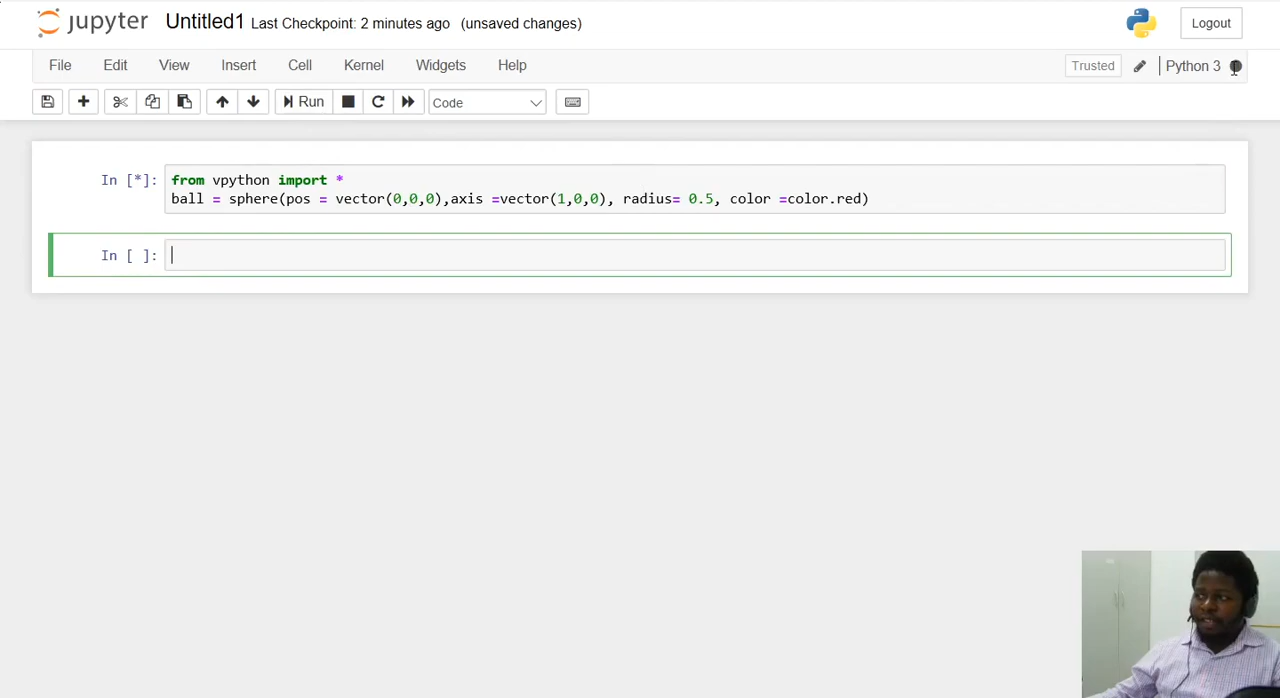 jupyter Untitled1 Last Checkpoint: 2 minutes ago (unsaved changes) Logout
File Edit View Insert Cell Kernel Widgets Help Trusted Python 3
Run Code
In [*]: from vpython import *
ball = sphere(pos = vector(0,0,0),axis =vector(1,0,0), radius= 0.5, color =color.red)
In [ ]: